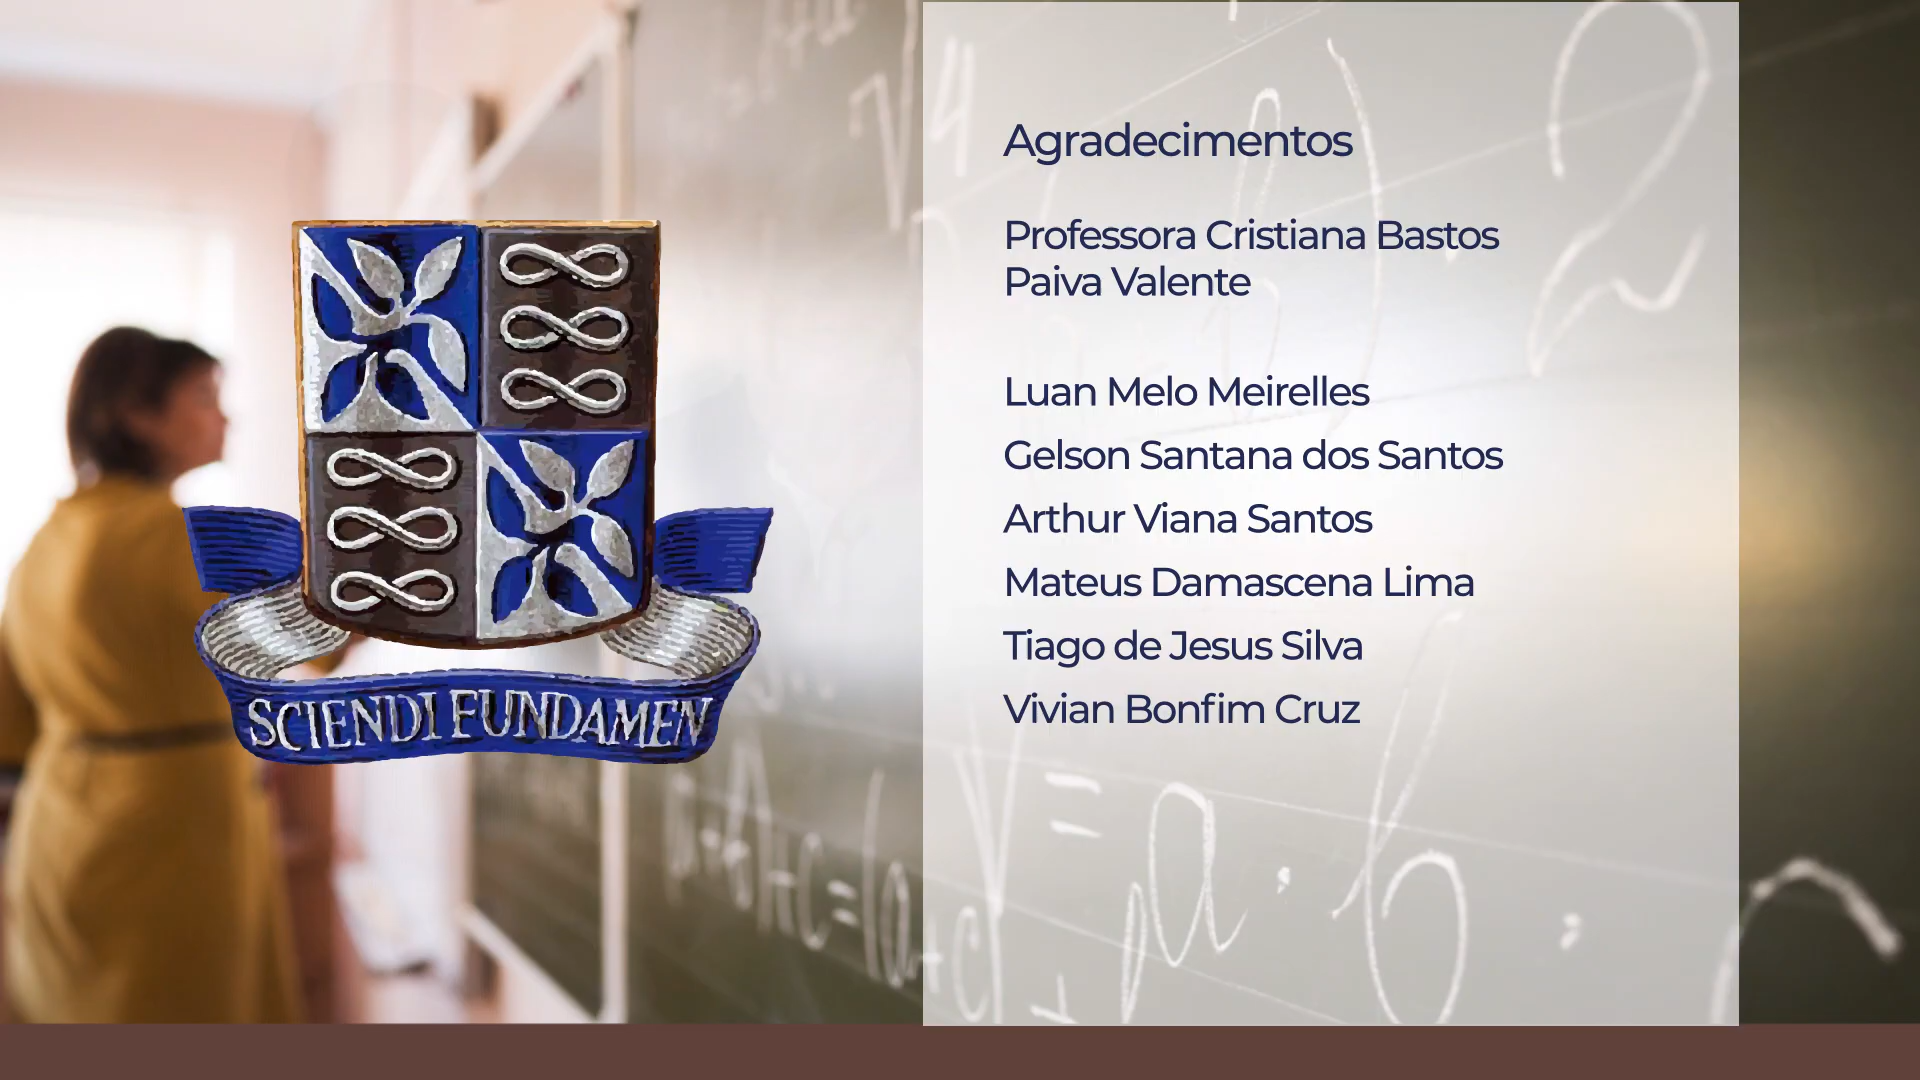 Agradecimentos
Professora Cristiana Bastos
Paiva Valente
Luan Melo Meirelles
Gelson Santana dos Santos
Arthur Viana Santos
Mateus Damascena Lima
Tiago de Jesus Silva
Vivian Bonfim Cruz
SCIENDI FUNDAMEN